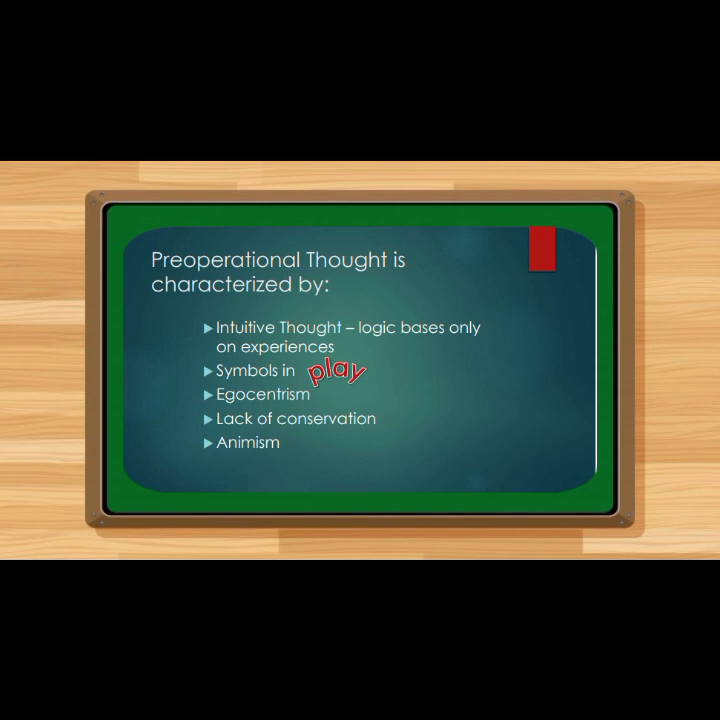 Preoperational Thought is
characterized by:
Intuitive Thought – logic bases only
on experiences
Symbols in play
Egocentrism
Lack of conservation
Animism